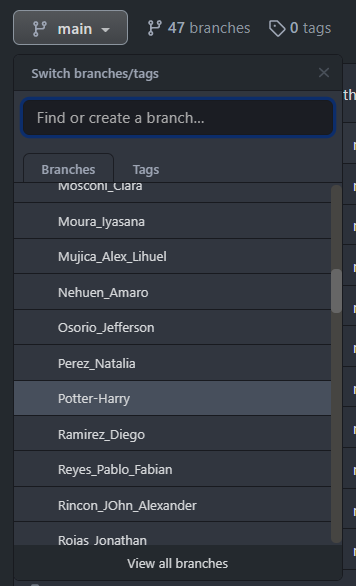 main
47 branches
0 tags
Switch branches/tags
Find or create a branch...
Branches
Tags
Mosconi_Clara
Moura_Iyasana
Mujica_Alex_Lihuel
Nehuen_Amaro
Osorio_Jefferson
Perez_Natalia
Potter-Harry
Ramirez_Diego
Reyes_Pablo_Fabian
Rincon_JOhn_Alexander
Rojas_Jonathan
View all branches